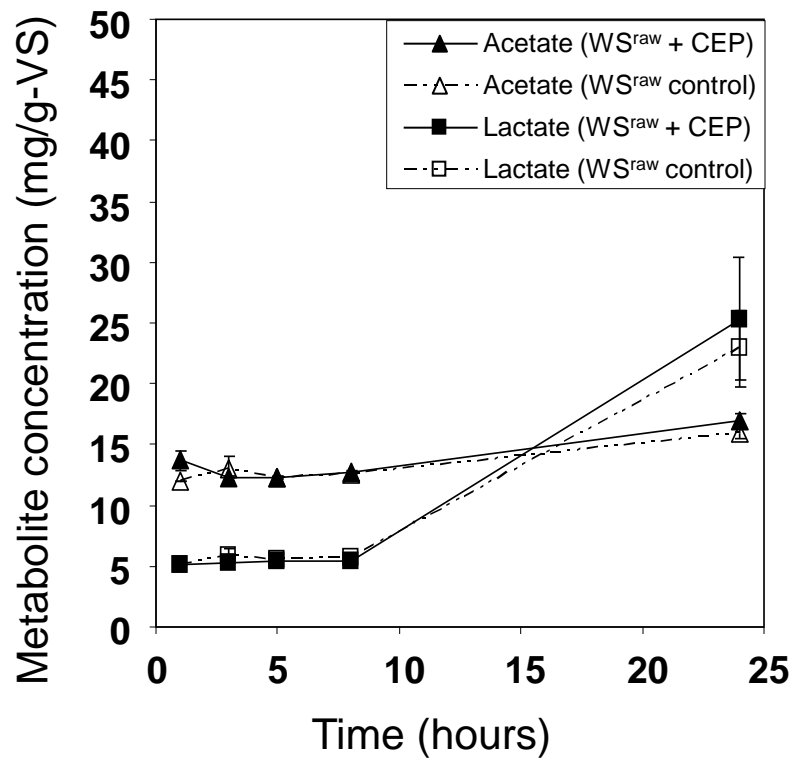 Metabolite concentration (mg/g-VS)
50
45
40
35
30
25
20
15
10
5
0
Acetate (WSraw + CEP)
Acetate (WSraw control)
Lactate (WSraw + CEP)
Lactate (WSraw control)
0 5 10 15 20 25
Time (hours)